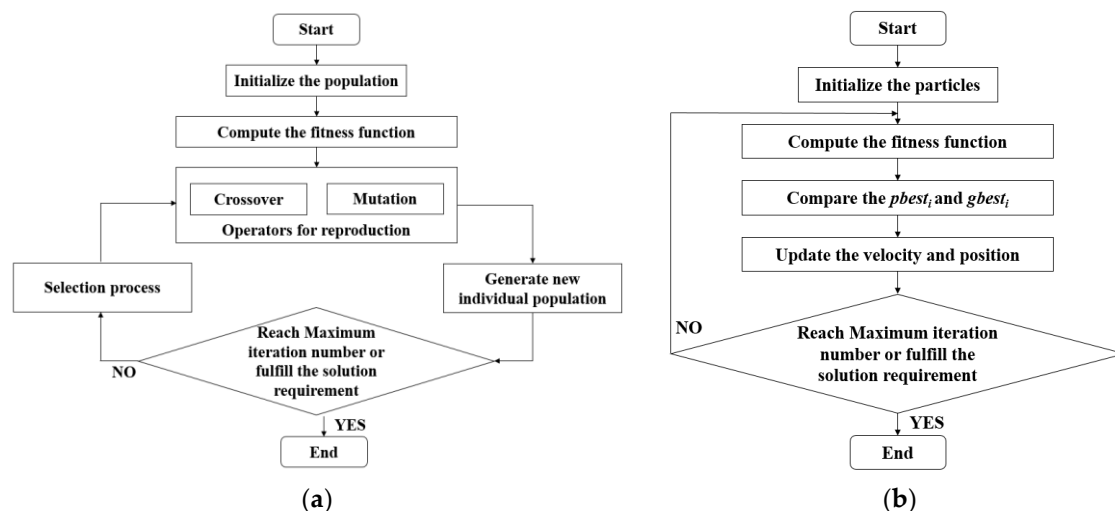 Start
Initialize the population
Compute the fitness function
Crossover
Mutation
Operators for reproduction
Selection process
Generate new
individual population
Reach Maximum
iteration number or
fulfill the solution
requirement
NO
YES
End
(a)
Start
Initialize the particles
Compute the fitness function
Compare the pbesti and gbesti
Update the velocity and position
NO
Reach Maximum iteration
number or fulfill the
solution requirement
YES
End
(b)